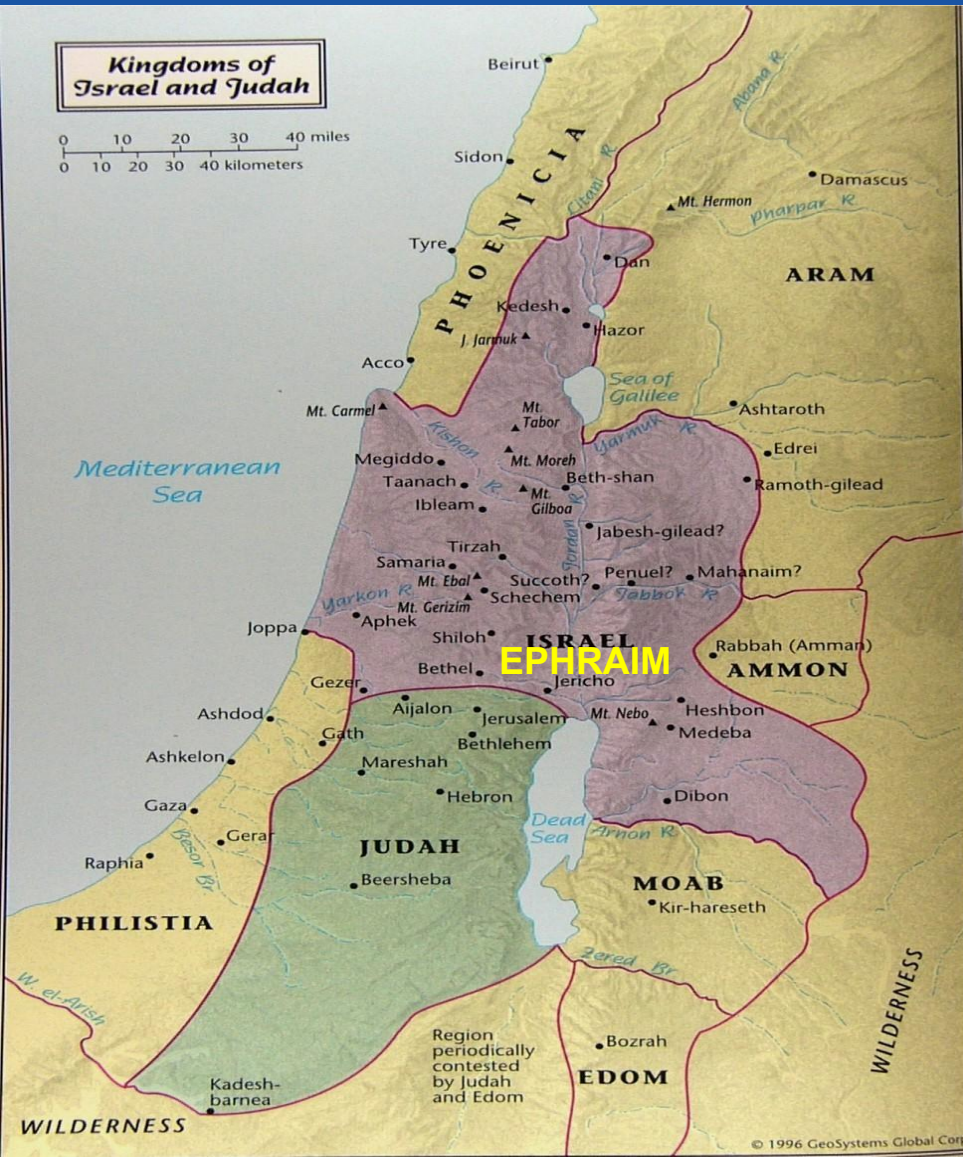 Kingdoms of
Israel and Judah
0 10 20 30 40 miles
0 10 20 30 40 kilometers
Beirut
Abana R
Sidon
PHOENICIA
Litani R
Damascus
Mt. Hermon
Pharpar R
Tyre
Dan
ARAM
Kedesh
Hazor
J. Jarmuk
Acco
Sea of
Galilee
Mt. Carmel
Mt.
Tabor
Ashtaroth
Kishon R.
Yarmuk R
Edrei
Megiddo
Mt. Moreh
Mediterranean
Sea
Taanach
Beth-shan
Ramoth-gilead
Mt.
Gilboa
Ibleam
Jordan R
Jabesh-gilead?
Tirzah
Samaria
Mt. Ebal
Succoth?
Penuel?
Mahanaim?
Schechem
Jabbok R
Yarkon R
Mt. Gerizim
Aphek
Joppa
Shiloh
ISRAEL
EPHRAIM
Rabbah (Amman)
AMMON
Bethel
Gezer
Jericho
Aijalon
Heshbon
Ashdod
Jerusalem
Mt. Nebo
Gath
Medeba
Bethlehem
Ashkelon
Mareshah
Hebron
Dibon
Gaza
Dead
Sea
Arnon R
Gerar
Besor Br
JUDAH
Raphia
Beersheba
MOAB
Kir-hareseth
PHILISTIA
Zered Br
W. el-Arish
WILDERNESS
Region
periodically
contested
by Judah
and Edom
Bozrah
EDOM
Kadesh-
barnea
WILDERNESS
© 1996 GeoSystems Global Corp